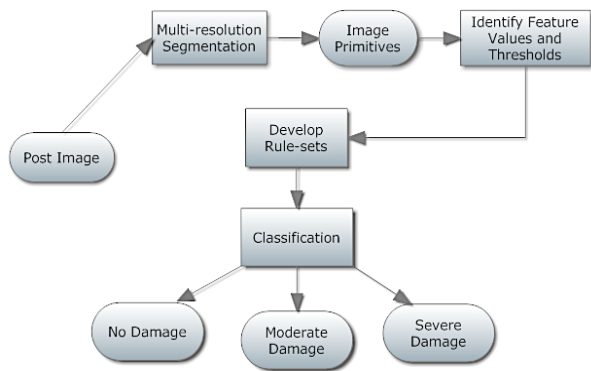 Multi-resolution
Segmentation
Image
Primitives
Identify Feature
Values and
Thresholds
Post Image
Develop
Rule-sets
Classification
No Damage
Moderate
Damage
Severe
Damage